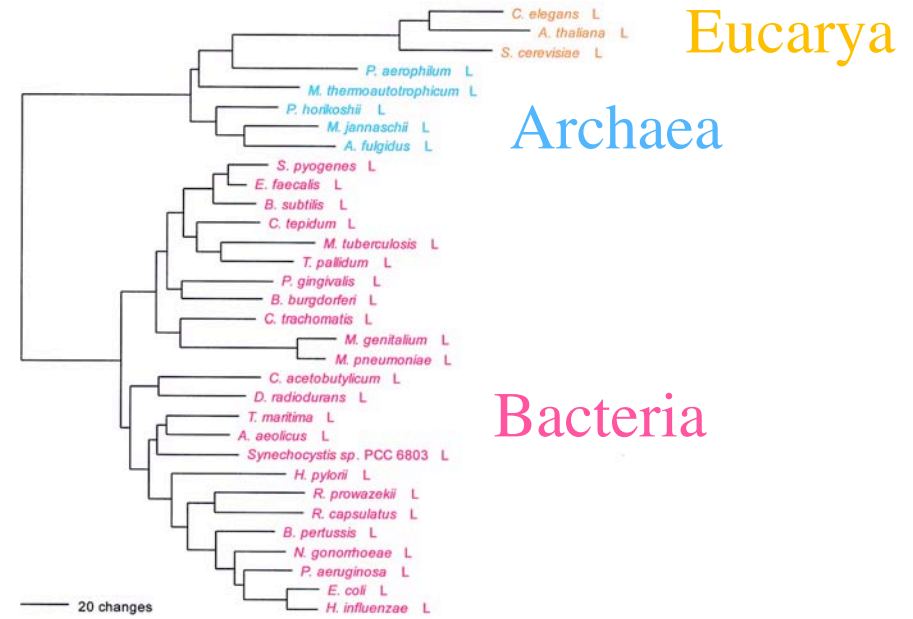 C. elegans L
A. thaliana L
S. cerevisiae L
Eucarya
P. aerophilum L
M. thermoautotrophicum L
P. horikoshii L
M. jannaschii L
A. fulgidus L
Archaea
S. pyogenes L
E. faecalis L
B. subtilis L
C. tepidum L
M. tuberculosis L
T. pallidum L
P. gingivalis L
B. burgdorferi L
C. trachomatis L
M. genitalium L
M. pneumoniae L
C. acetobutylicum L
D. radiodurans L
T. maritima L
A. aeolicus L
Synechocystis sp. PCC 6803 L
Bacteria
H. pylorii L
R. prowazekii L
R. capsulatus L
B. pertussis L
N. gonorrhoeae L
P. aeruginosa L
E. coli L
H. influenzae L
20 changes